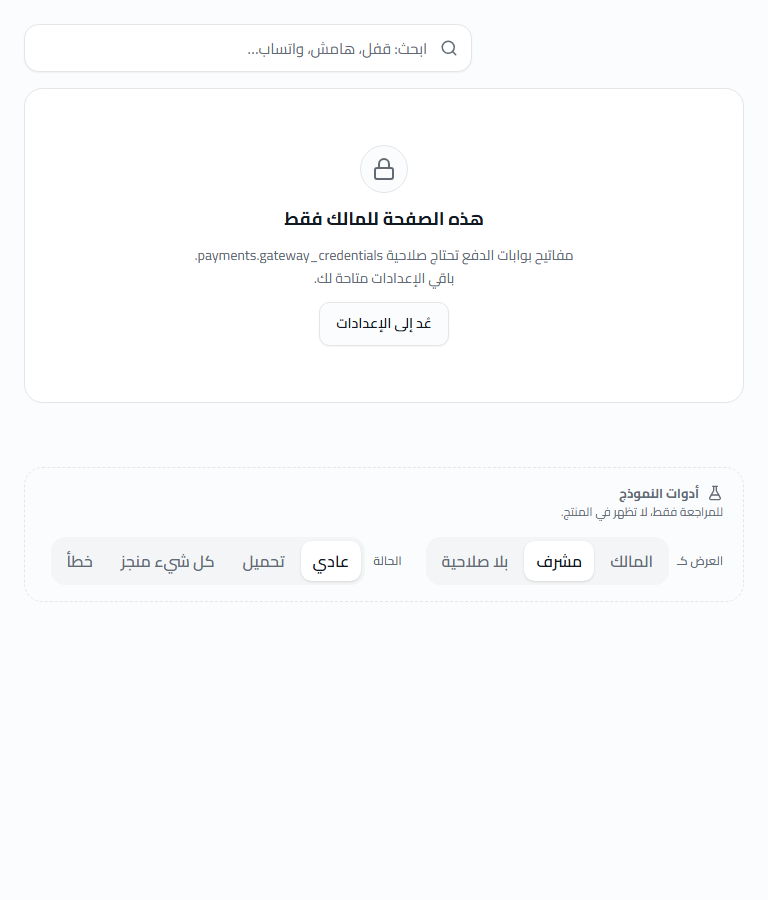 ابحث: قفل، هامش، واتساب...
هذه الصفحة للمالك فقط
مفاتيح بوابات الدفع تحتاج صلاحية payments.gateway_credentials.
باقي الإعدادات متاحة لك.
عُد إلى الإعدادات
أدوات النموذج
للمراجعة فقط، لا تظهر في المنتج.
العرض كـ المالك مشرف بلا صلاحية الحالة عادي تحميل كل شيء منجز خطأ